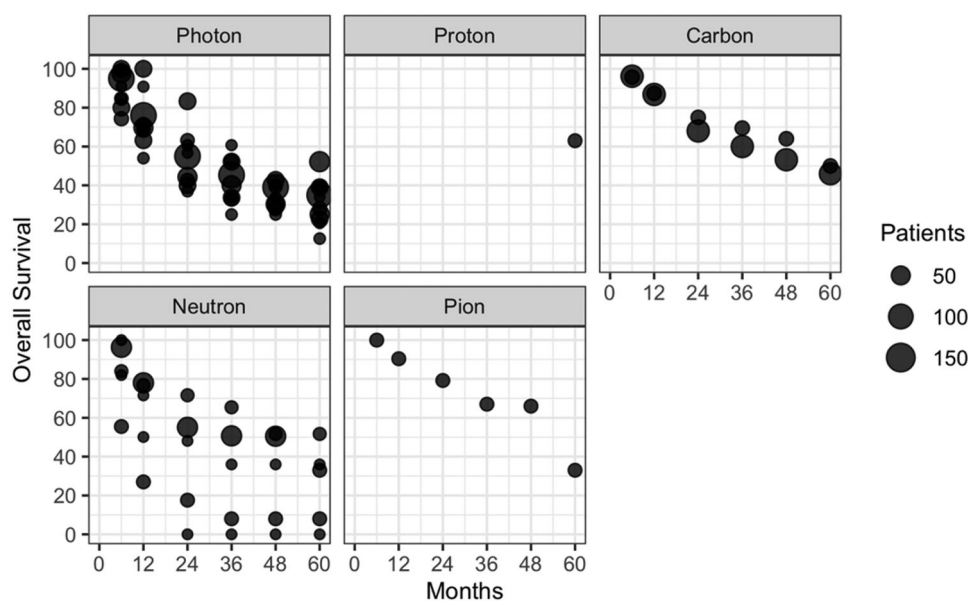 Photon Proton Carbon
100
80
60
40
20
0
0 12 24 36 48 60
Neutron Pion
100
80
60
40
20
0
0 12 24 36 48 60 0 12 24 36 48 60
Overall Survival
Months
Patients
50
100
150